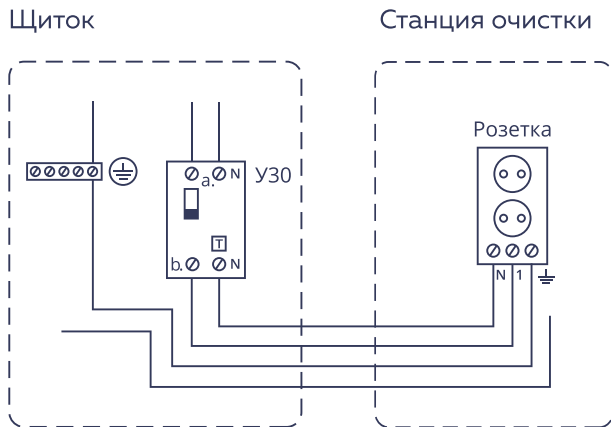 Щиток
Станция очистки
Розетка
a. N
УЗО
T
b. N
N 1